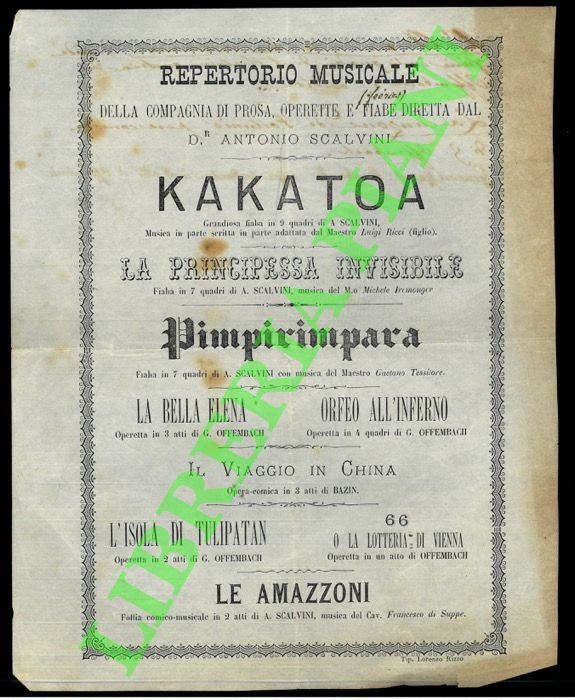 REPERTORIO MUSICALE
(féeries)
DELLA COMPAGNIA DI PROSA, OPERETTE E FIABE DIRETTA DAL
D.R ANTONIO SCALVINI
KAKATOA
Grandiosa fiaba in 9 quadri di A SCALVINI,
Musica in parte scritta in parte adattata dal Maestro Luigi Ricci (figlio).
LA PRINCIPESSA INVISIBILE
Fiaba in 7 quadri di A. SCALVINI, musica del M.o Michele Iremonger
Pimpirimpara
Fiaba in 7 quadri di A. SCALVINI con musica del Maestro Gaetano Tessitore.
LA BELLA ELENA
Operetta in 3 atti di G. OFFEMBACH
ORFEO ALL'INFERNO
Operetta in 4 quadri di G. OFFEMBACH
IL VIAGGIO IN CHINA
Opera-comica in 3 atti di BAZIN.
L'ISOLA DI TULIPATAN
Operetta in 2 atti di G. OFFEMBACH
66
O LA LOTTERIA DI VIENNA
Operetta in un atto di OFFEMBACH
LE AMAZZONI
Follia comico-musicale in 2 atti di A. SCALVINI, musica del Cav. Francesco di Suppe.
Tip. Lorenzo Rizzo
LIBRERIA PIANI